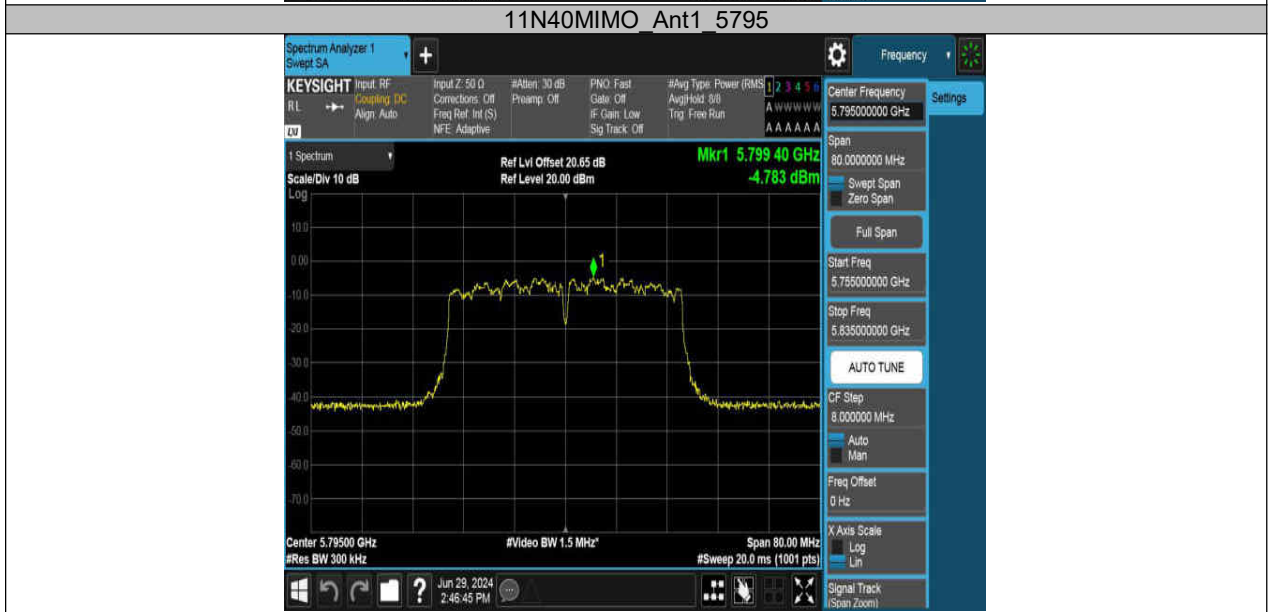 11N40MIMO_Ant1_5795
Spectrum Analyzer 1
Swept SA
+
Frequency
KEYSIGHT
RL
LXI
Input: RF
Coupling: DC
Align: Auto
Input Z: 50 Ω
Corrections: Off
Freq Ref: Int (S)
NFE: Adaptive
#Atten: 30 dB
Preamp: Off
PNO: Fast
Gate: Off
IF Gain: Low
Sig Track: Off
#Avg Type: Power (RMS
Avg|Hold: 8/8
Trig: Free Run
1 2 3 4 5 6
A W W W W W
A A A A A A
1 Spectrum
Scale/Div 10 dB
Log
Ref Lvl Offset 20.65 dB
Ref Level 20.00 dBm
Mkr1 5.799 40 GHz
-4.783 dBm
10.0
0.00
-10.0
-20.0
-30.0
-40.0
-50.0
-60.0
-70.0
1
Center 5.79500 GHz
#Res BW 300 kHz
#Video BW 1.5 MHz*
Span 80.00 MHz
#Sweep 20.0 ms (1001 pts)
?
Jun 29, 2024
2:46:45 PM
Center Frequency
5.795000000 GHz
Settings
Span
80.0000000 MHz
Swept Span
Zero Span
Full Span
Start Freq
5.755000000 GHz
Stop Freq
5.835000000 GHz
AUTO TUNE
CF Step
8.000000 MHz
Auto
Man
Freq Offset
0 Hz
X Axis Scale
Log
Lin
Signal Track
(Span Zoom)